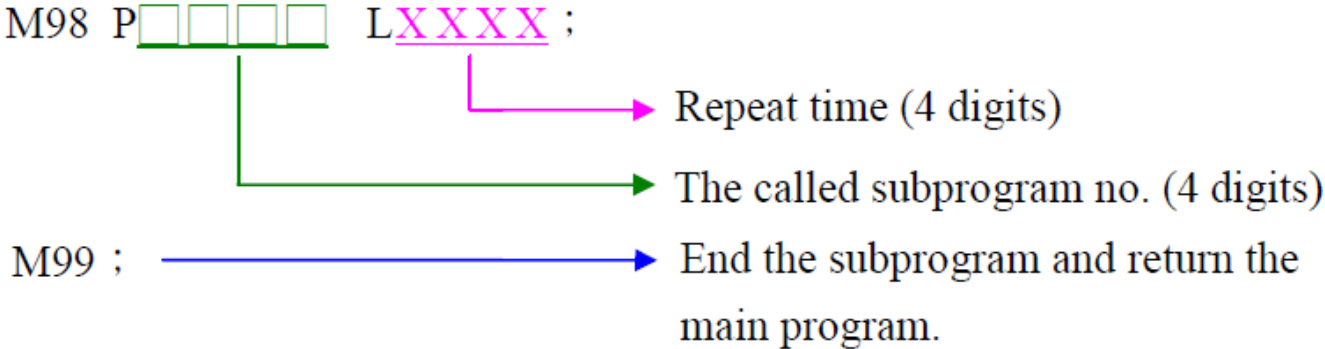 M98 P□□□□ LXXXX;
Repeat time (4 digits)
The called subprogram no. (4 digits)
M99;
End the subprogram and return the
main program.